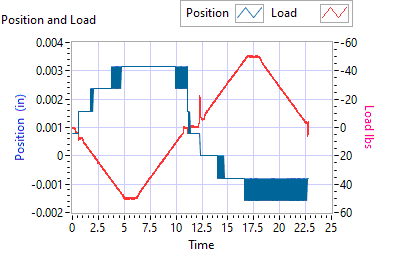 Position Load
Position and Load
0.004
0.003
0.002
0.001
0
-0.001
-0.002
Position (in)
-60
-40
-20
0
20
40
60
Load lbs
0 2.5 5 7.5 10 12.5 15 17.5 20 22.5 25
Time